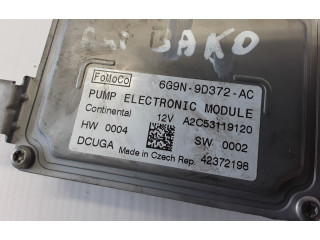 BAKO
FoMoCo
6G9N-9D372-AC
PUMP ELECTRONIC MODULE
Continental 12V A2C53119120
HW 0004 SW 0002
DCUGA Made in Czech Rep. 42372198